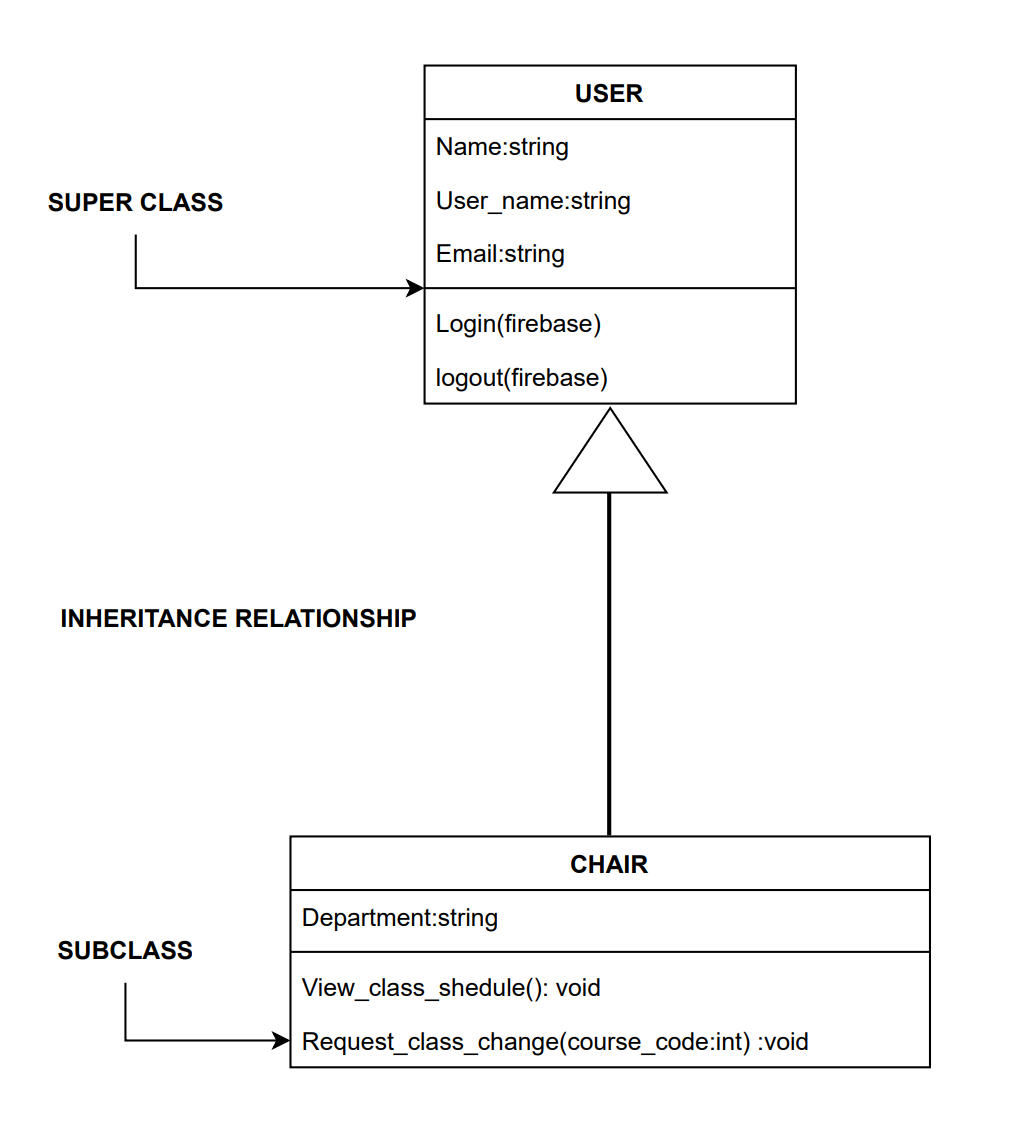 USER
Name:string
User_name:string
Email:string
Login(firebase)
logout(firebase)
SUPER CLASS
INHERITANCE RELATIONSHIP
CHAIR
Department:string
View_class_shedule(): void
Request_class_change(course_code:int) :void
SUBCLASS